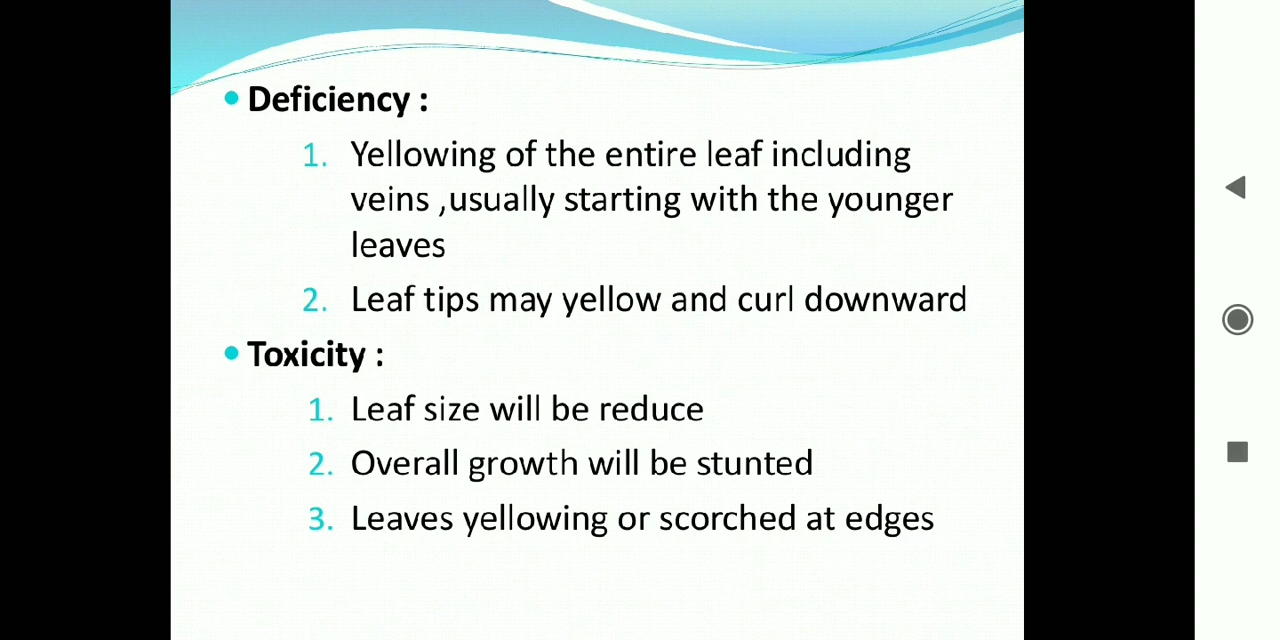 Deficiency :
1. Yellowing of the entire leaf including
veins ,usually starting with the younger
leaves
2. Leaf tips may yellow and curl downward
Toxicity :
1. Leaf size will be reduce
2. Overall growth will be stunted
3. Leaves yellowing or scorched at edges